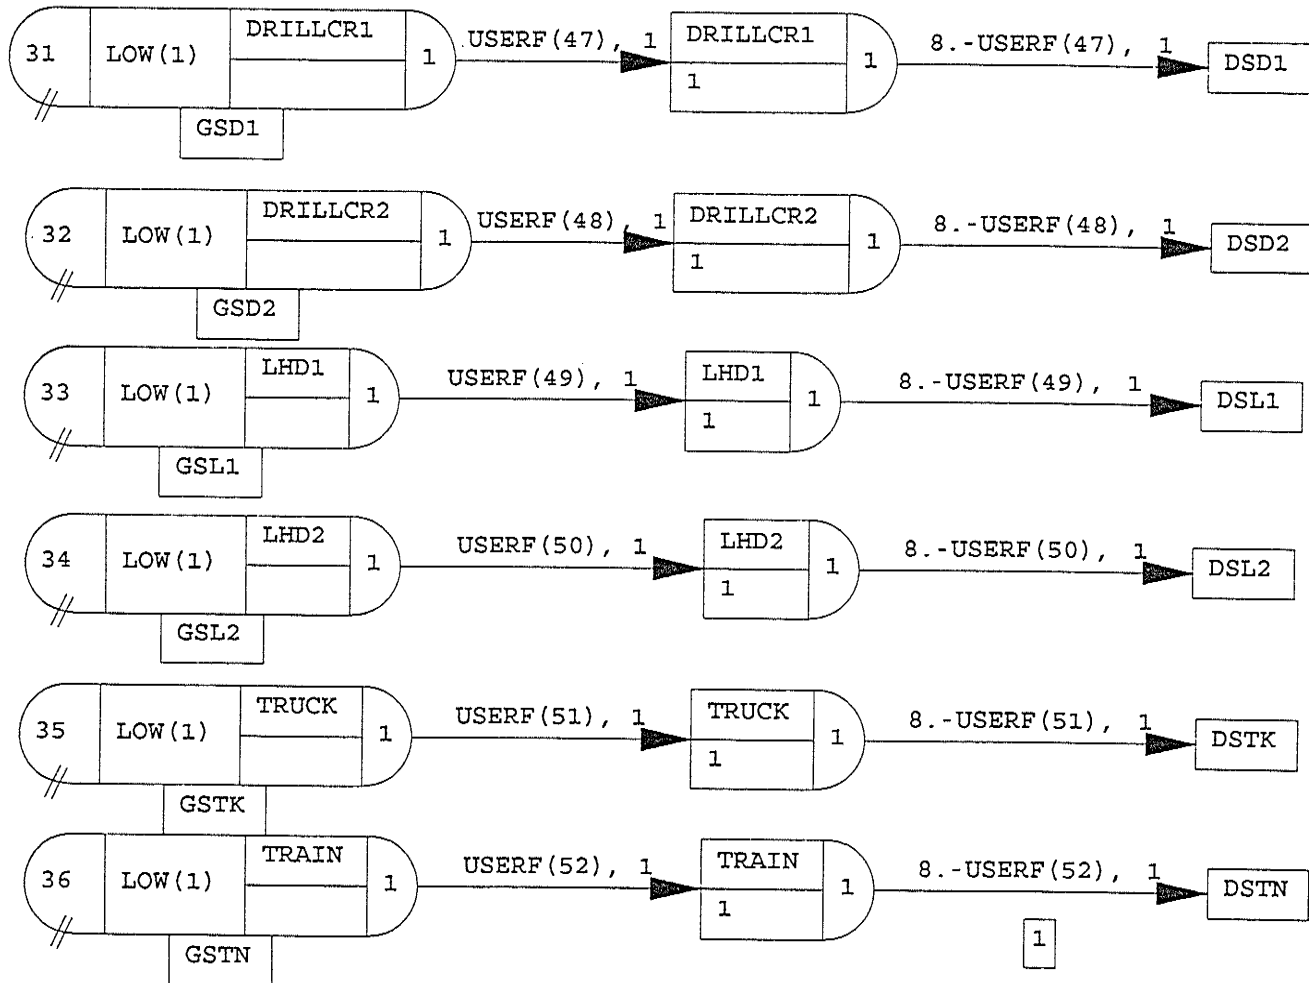 31 LOW(1) DRILLCR1 1 USERF(47), 1 DRILLCR1 1 1 8.-USERF(47), 1 DSD1
GSD1
32 LOW(1) DRILLCR2 1 USERF(48), 1 DRILLCR2 1 1 8.-USERF(48), 1 DSD2
GSD2
33 LOW(1) LHD1 1 USERF(49), 1 LHD1 1 1 8.-USERF(49), 1 DSL1
GSL1
34 LOW(1) LHD2 1 USERF(50), 1 LHD2 1 1 8.-USERF(50), 1 DSL2
GSL2
35 LOW(1) TRUCK 1 USERF(51), 1 TRUCK 1 1 8.-USERF(51), 1 DSTK
GSTK
36 LOW(1) TRAIN 1 USERF(52), 1 TRAIN 1 1 8.-USERF(52), 1 DSTN
GSTN
1